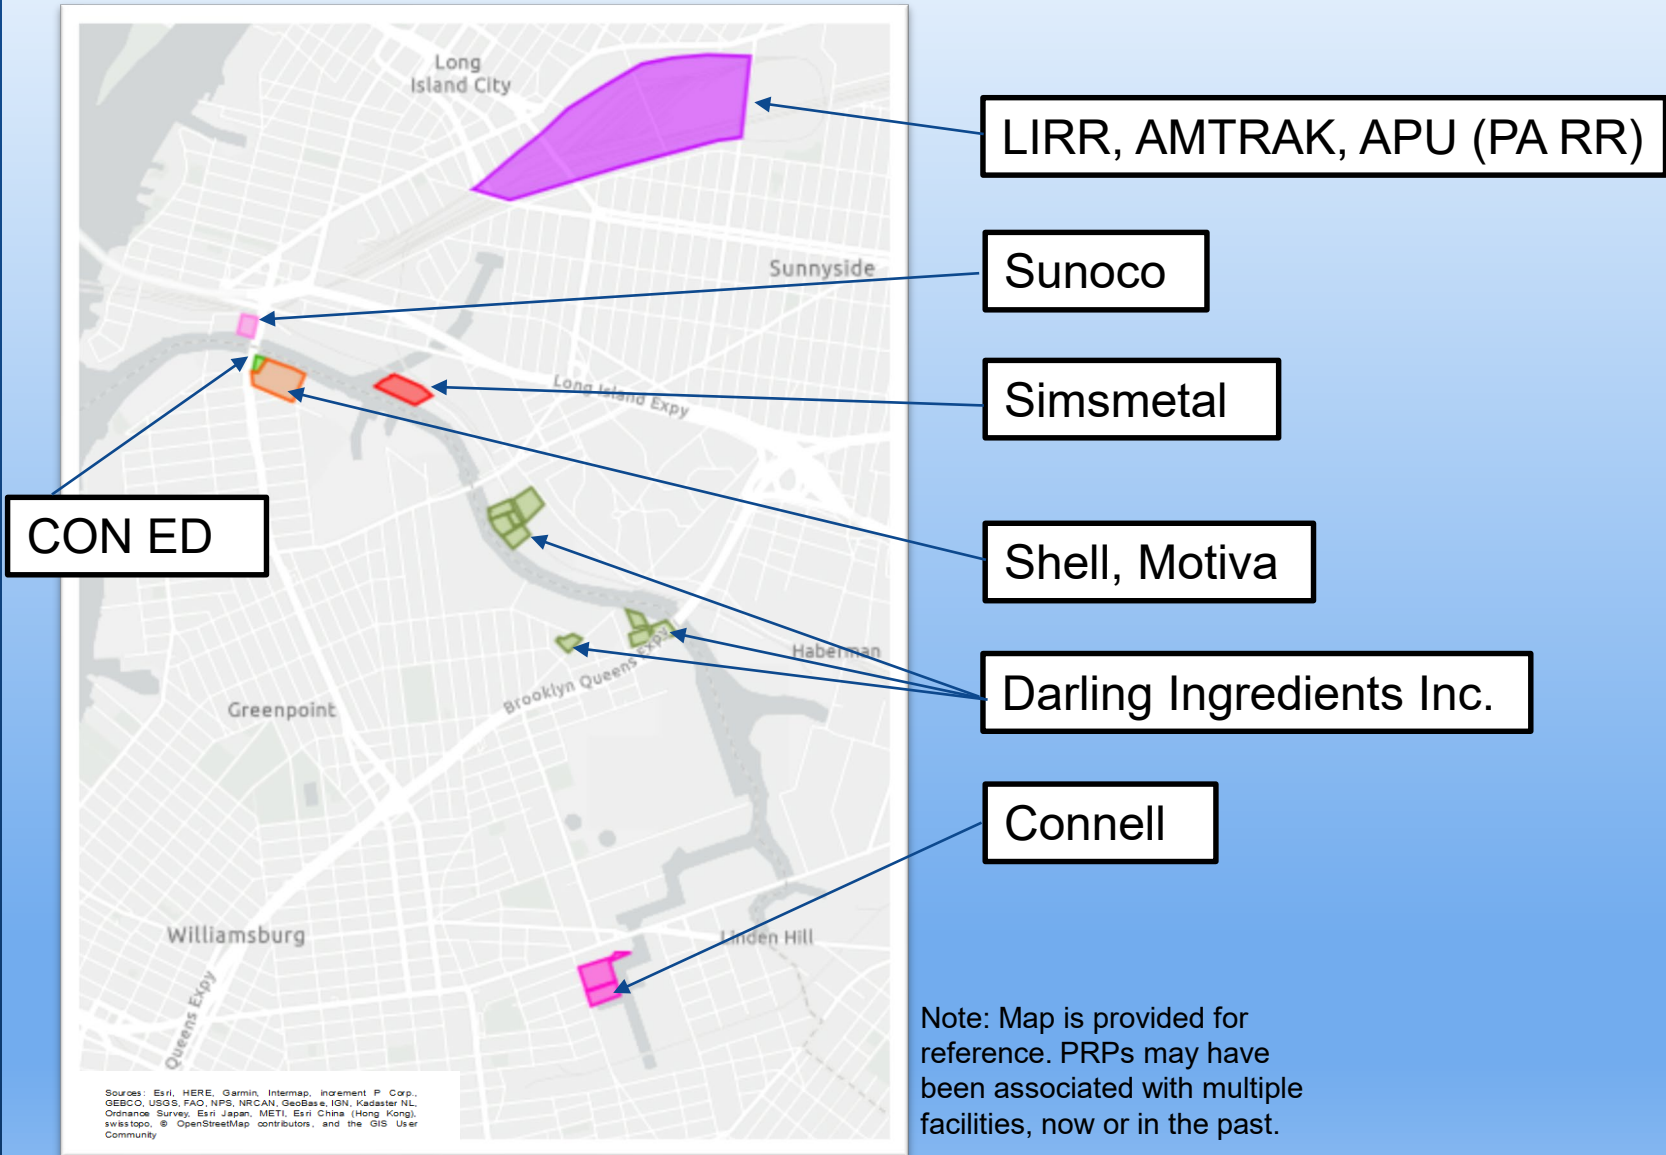 Long
Island City
LIRR, AMTRAK, APU (PA RR)
Sunoco
Sunnyside
Simsmetal
Long Island Expy
CON ED
Shell, Motiva
Haberman
Darling Ingredients Inc.
Brooklyn Queens Expy
Greenpoint
Connell
Williamsburg
Linden Hill
Queens Expy
Note: Map is provided for
reference. PRPs may have
been associated with multiple
facilities, now or in the past.
Sources: Esri, HERE, Garmin, Intermap, increment P Corp.,
GEBCO, USGS, FAO, NPS, NRCAN, GeoBase, IGN, Kadaster NL,
Ordnance Survey, Esri Japan, METI, Esri China (Hong Kong),
swisstopo, © OpenStreetMap contributors, and the GIS User
Community